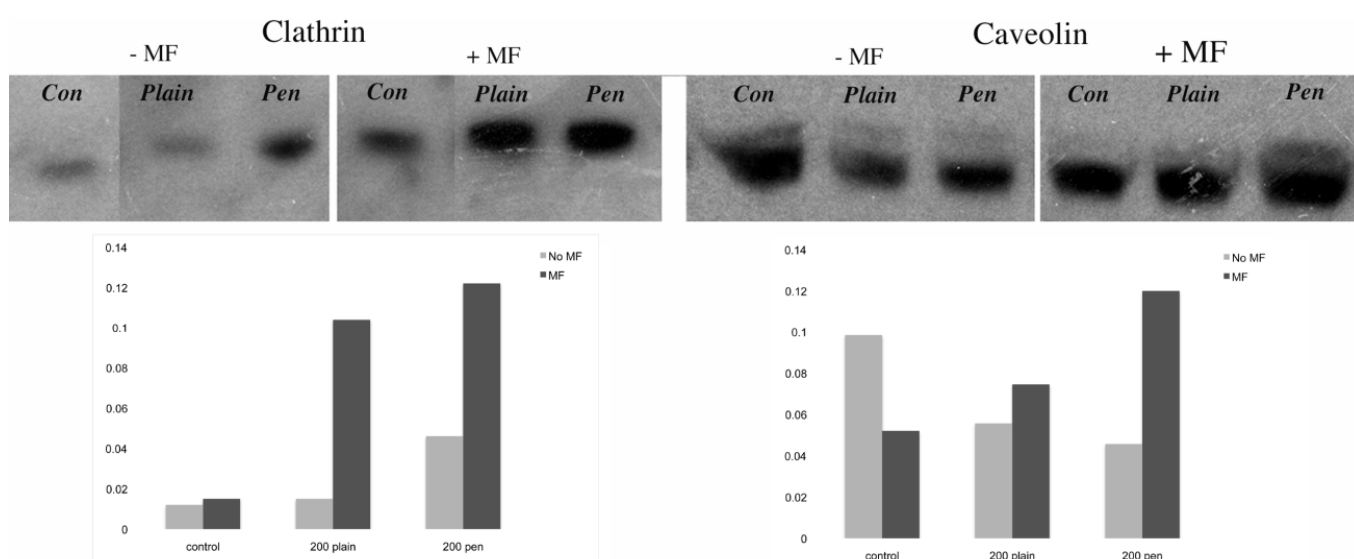 Clathrin
- MF + MF
Con Plain Pen Con Plain Pen
Caveolin
- MF + MF
Con Plain Pen Con Plain Pen
0.14
0.12
0.1
0.08
0.06
0.04
0.02
0
control 200 plain 200 pen
No MF
MF
0.14
0.12
0.1
0.08
0.06
0.04
0.02
0
control 200 plain 200 pen
No MF
MF